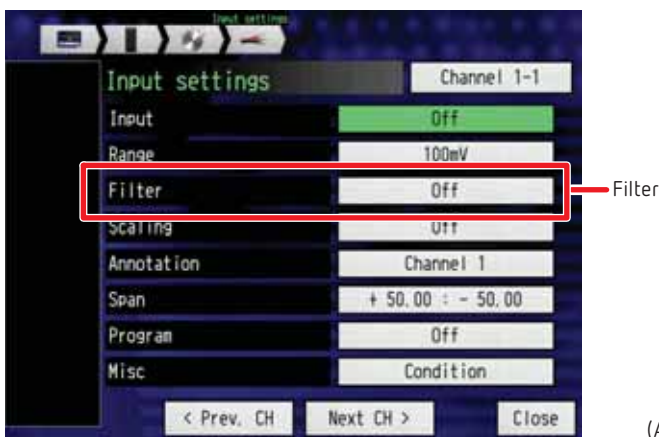 Input settings
Input settings Channel 1-1
Input Off
Range 100mV
Filter Off
Filter
Scaling Off
Annotation Channel 1
Span + 50.00 : - 50.00
Program Off
Misc Condition
< Prev. CH Next CH > Close
(A